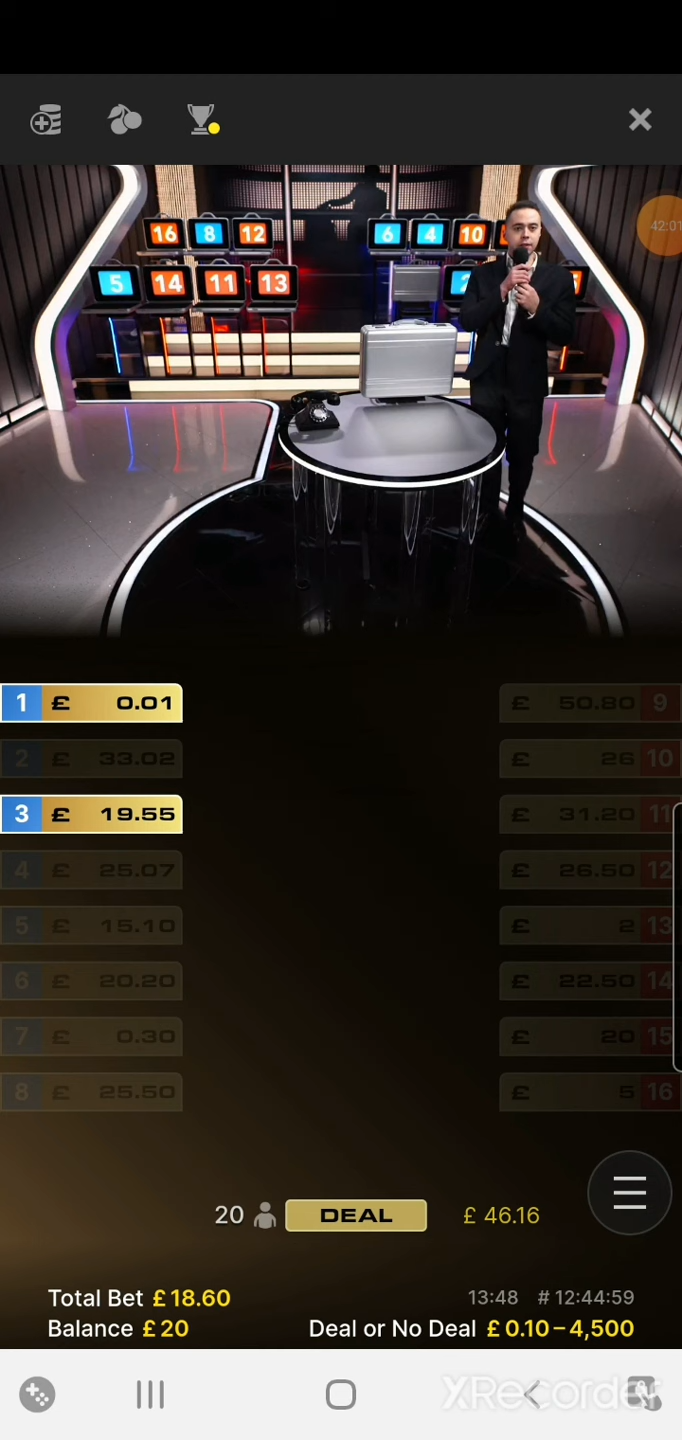 42:01
16 8 12 6 4 10
5 14 11 13
1 £ 0.01
£ 50.80 9
2 £ 33.02
£ 26 10
3 £ 19.55
£ 31.20 11
4 £ 25.07
£ 26.50 12
5 £ 15.10
£ 2 13
6 £ 20.20
£ 22.50 14
7 £ 0.30
£ 20 15
8 £ 25.50
£ 5 16
20 DEAL £ 46.16
Total Bet £ 18.60
13:48 # 12:44:59
Balance £ 20
Deal or No Deal £ 0.10 – 4,500
XRecorder